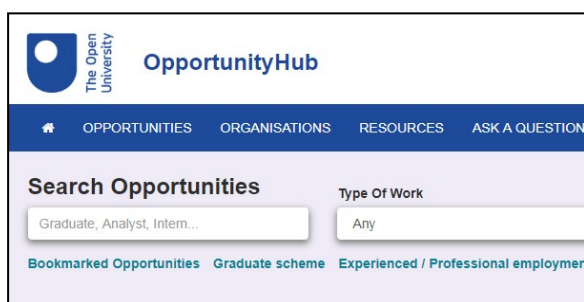 The Open
University
OpportunityHub
OPPORTUNITIES ORGANISATIONS RESOURCES ASK A QUESTION
Search Opportunities
Type Of Work
Graduate, Analyst, Intern...
Any
Bookmarked Opportunities Graduate scheme Experienced / Professional